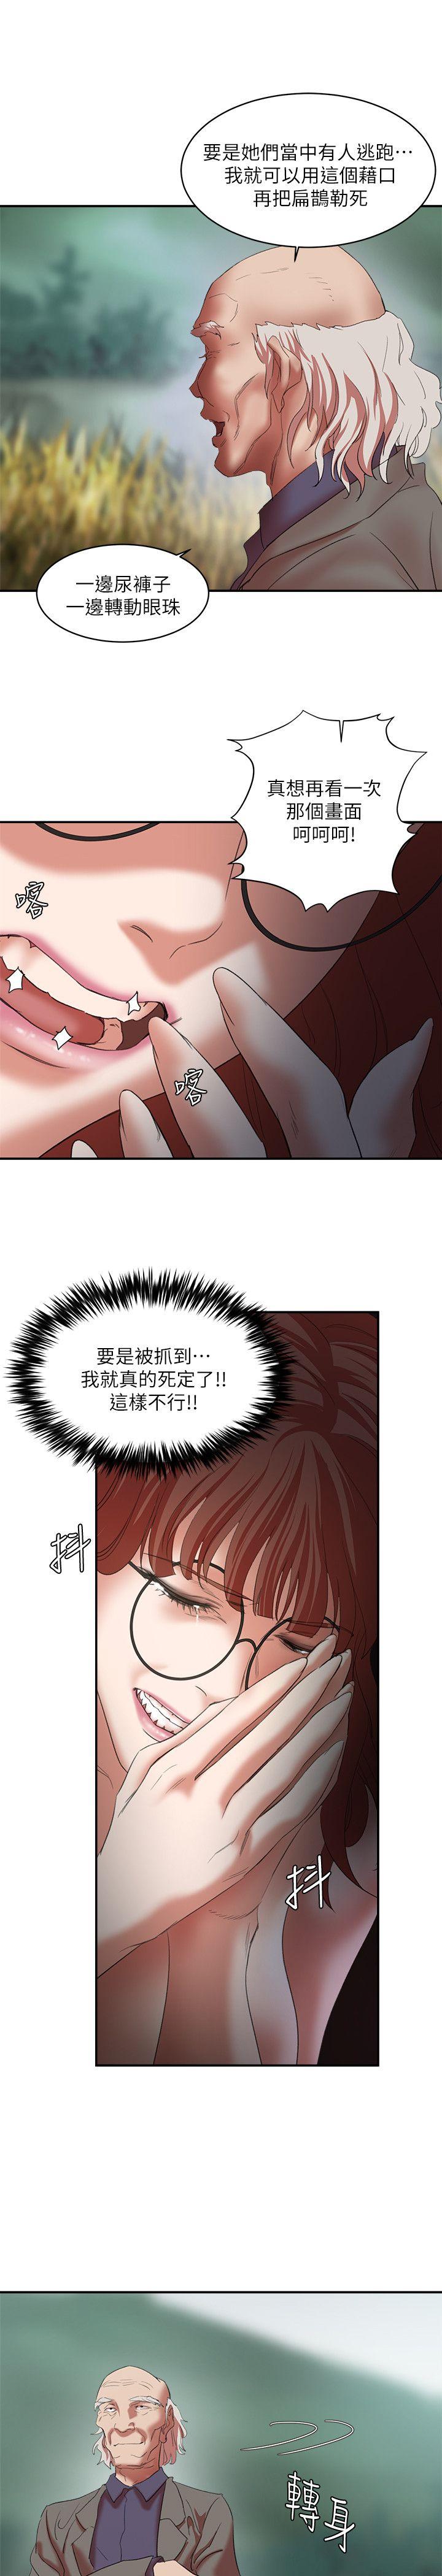 要是她們當中有人逃跑…
我就可以用這個藉口
再把扁鵲勒死
一邊尿褲子
一邊轉動眼珠
真想再看一次
那個畫面
呵呵呵!
喀
喀
要是被抓到…
我就真的死定了!!
這樣不行!!
抖
抖
轉身